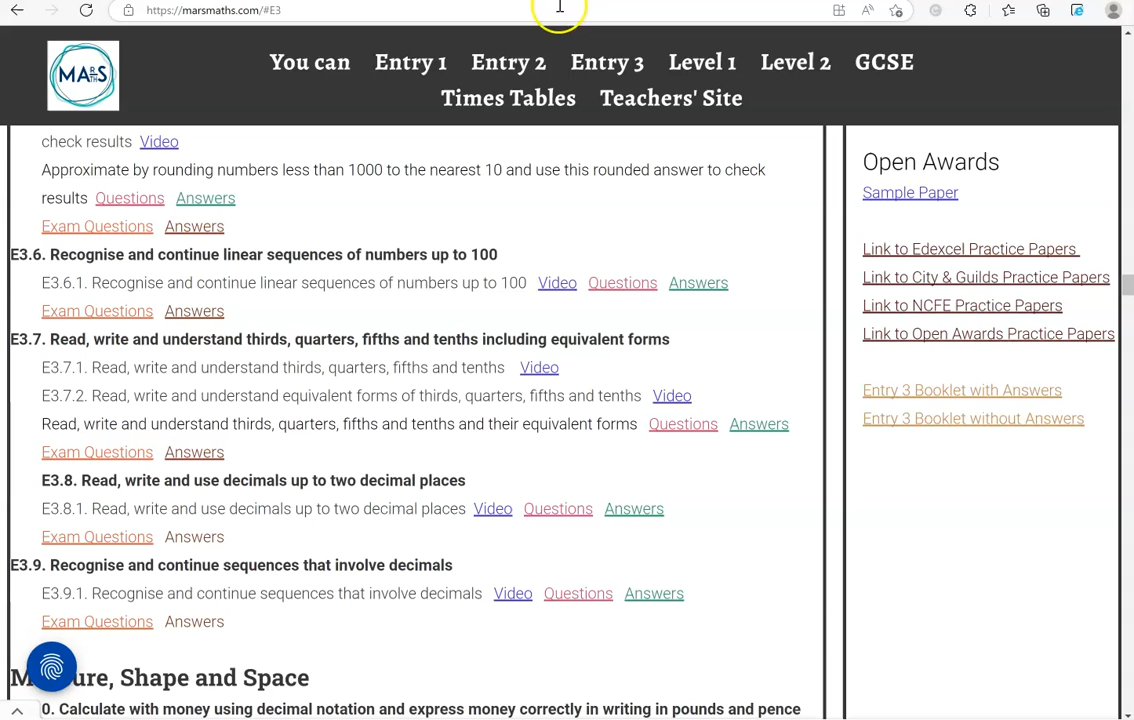 https://marsmaths.com/#E3
MARS
MATH
You can Entry 1 Entry 2 Entry 3 Level 1 Level 2 GCSE
Times Tables Teachers' Site
check results Video
Approximate by rounding numbers less than 1000 to the nearest 10 and use this rounded answer to check
results Questions Answers
Exam Questions Answers
E3.6. Recognise and continue linear sequences of numbers up to 100
E3.6.1. Recognise and continue linear sequences of numbers up to 100 Video Questions Answers
Exam Questions Answers
E3.7. Read, write and understand thirds, quarters, fifths and tenths including equivalent forms
E3.7.1. Read, write and understand thirds, quarters, fifths and tenths Video
E3.7.2. Read, write and understand equivalent forms of thirds, quarters, fifths and tenths Video
Read, write and understand thirds, quarters, fifths and tenths and their equivalent forms Questions Answers
Exam Questions Answers
E3.8. Read, write and use decimals up to two decimal places
E3.8.1. Read, write and use decimals up to two decimal places Video Questions Answers
Exam Questions Answers
E3.9. Recognise and continue sequences that involve decimals
E3.9.1. Recognise and continue sequences that involve decimals Video Questions Answers
Exam Questions Answers
ure, Shape and Space
0. Calculate with money using decimal notation and express money correctly in writing in pounds and pence
Open Awards
Sample Paper
Link to Edexcel Practice Papers
Link to City & Guilds Practice Papers
Link to NCFE Practice Papers
Link to Open Awards Practice Papers
Entry 3 Booklet with Answers
Entry 3 Booklet without Answers